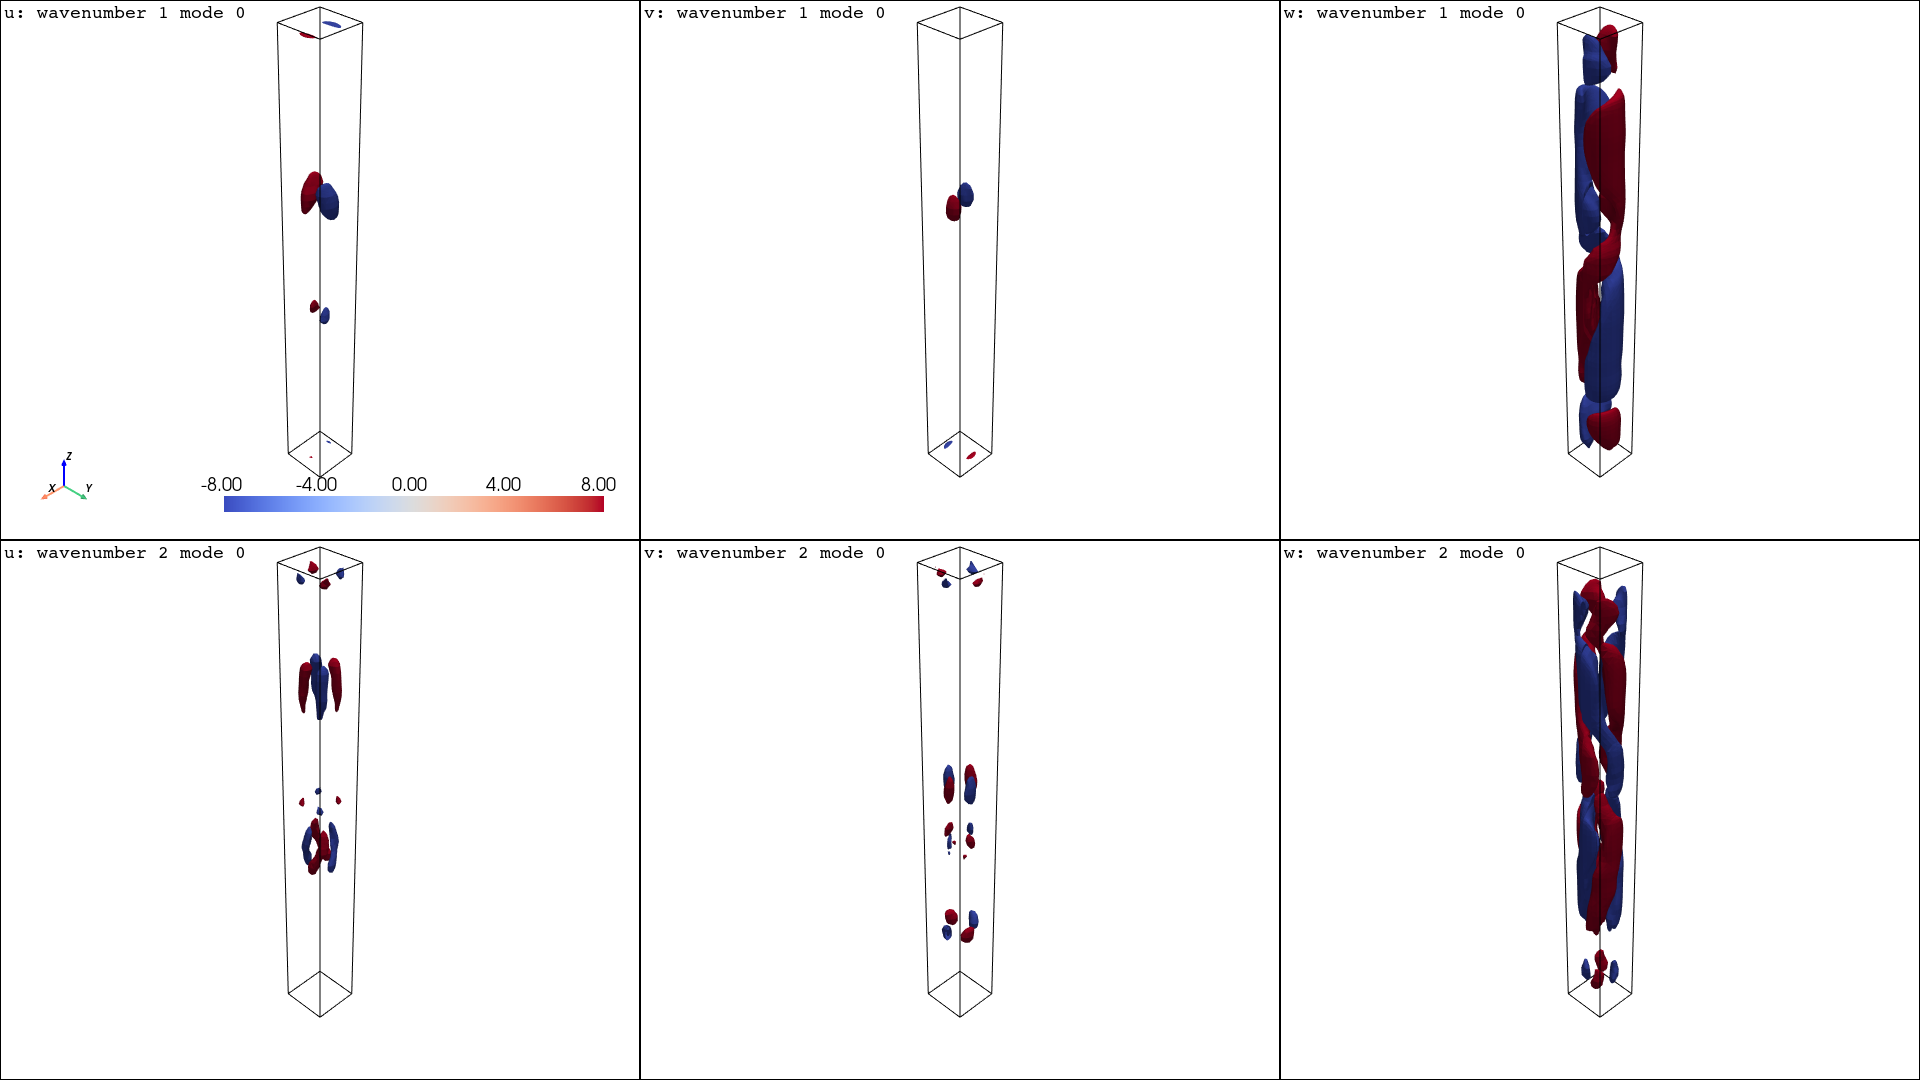 u: wavenumber 1 mode 0
v: wavenumber 1 mode 0
w: wavenumber 1 mode 0
Z
X
Y
-8.00 -4.00 0.00 4.00 8.00
u: wavenumber 2 mode 0
v: wavenumber 2 mode 0
w: wavenumber 2 mode 0